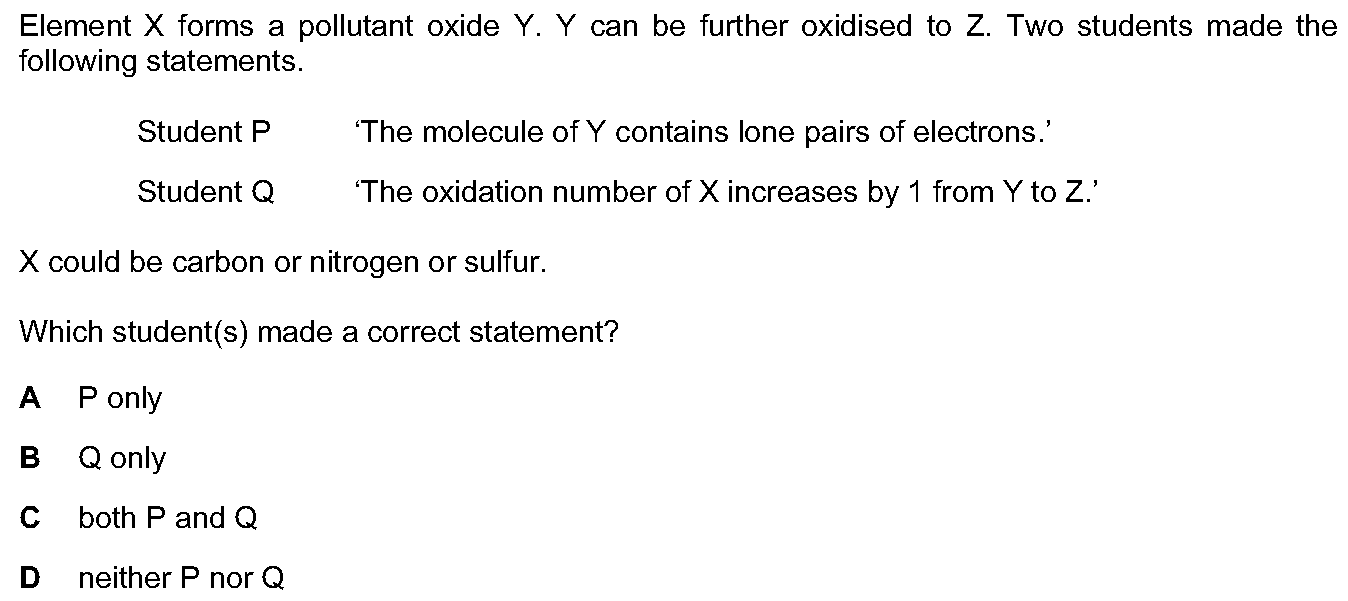 Element X forms a pollutant oxide Y. Y can be further oxidised to Z. Two students made the
following statements.
Student P ‘The molecule of Y contains lone pairs of electrons.’
Student Q ‘The oxidation number of X increases by 1 from Y to Z.’
X could be carbon or nitrogen or sulfur.
Which student(s) made a correct statement?
A P only
B Q only
C both P and Q
D neither P nor Q